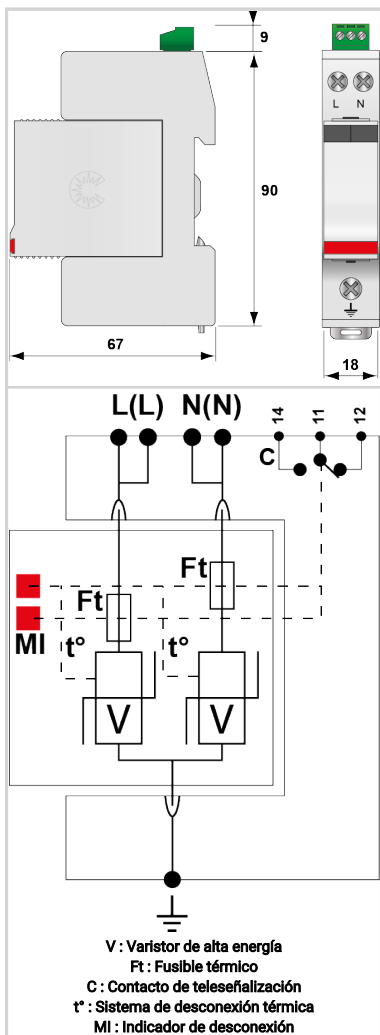 9
L N
90
67
18
L(L) N(N) 14 11 12
C
Ft Ft
MI t° t°
V V
V : Varistor de alta energía
Ft : Fusible térmico
C : Contacto de teleseñalización
t° : Sistema de desconexión térmica
MI : Indicador de desconexión